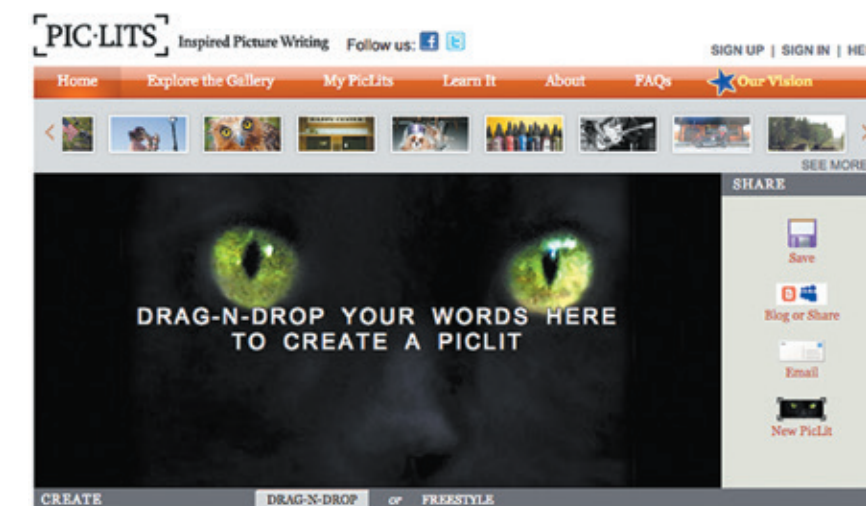 PIC·LITS Inspired Picture Writing Follow us:
SIGN UP | SIGN IN | HE
Home Explore the Gallery My PicLits Learn It About FAQs Our Vision
SEE MORE
SHARE
DRAG-N-DROP YOUR WORDS HERE
TO CREATE A PICLIT
Save
Blog or Share
Email
New PicLit
CREATE DRAG-N-DROP or FREESTYLE